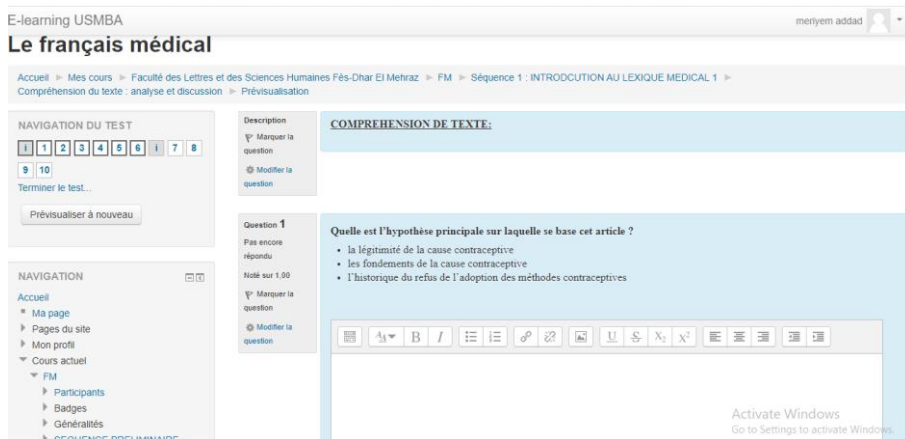 E-learning USMBA
meriyem addad
Le français médical
Accueil ► Mes cours ► Faculté des Lettres et des Sciences Humaines Fés-Dhar El Mehraz ► FM ► Séquence 1 : INTRODCUTION AU LEXIQUE MEDICAL 1 ►
Compréhension du texte : analyse et discussion ► Prévisualisation
NAVIGATION DU TEST
i 1 2 3 4 5 6 i 7 8
9 10
Terminer le test...
Prévisualiser à nouveau
Description
Marquer la
question
Modifier la
question
COMPREHENSION DE TEXTE:
Question 1
Pas encore
répondu
Noté sur 1,00
Marquer la
question
Modifier la
question
Quelle est l'hypothèse principale sur laquelle se base cet article ?
• la légitimité de la cause contraceptive
• les fondements de la cause contraceptive
• l'historique du refus de l'adoption des méthodes contraceptives
B I U S X₂ X²
NAVIGATION
Accueil
Ma page
Pages du site
Mon profil
Cours actuel
FM
Participants
Badges
Généralités
SEQUENCE PRELIMINAIRE
Activate Windows
Go to Settings to activate Windows.